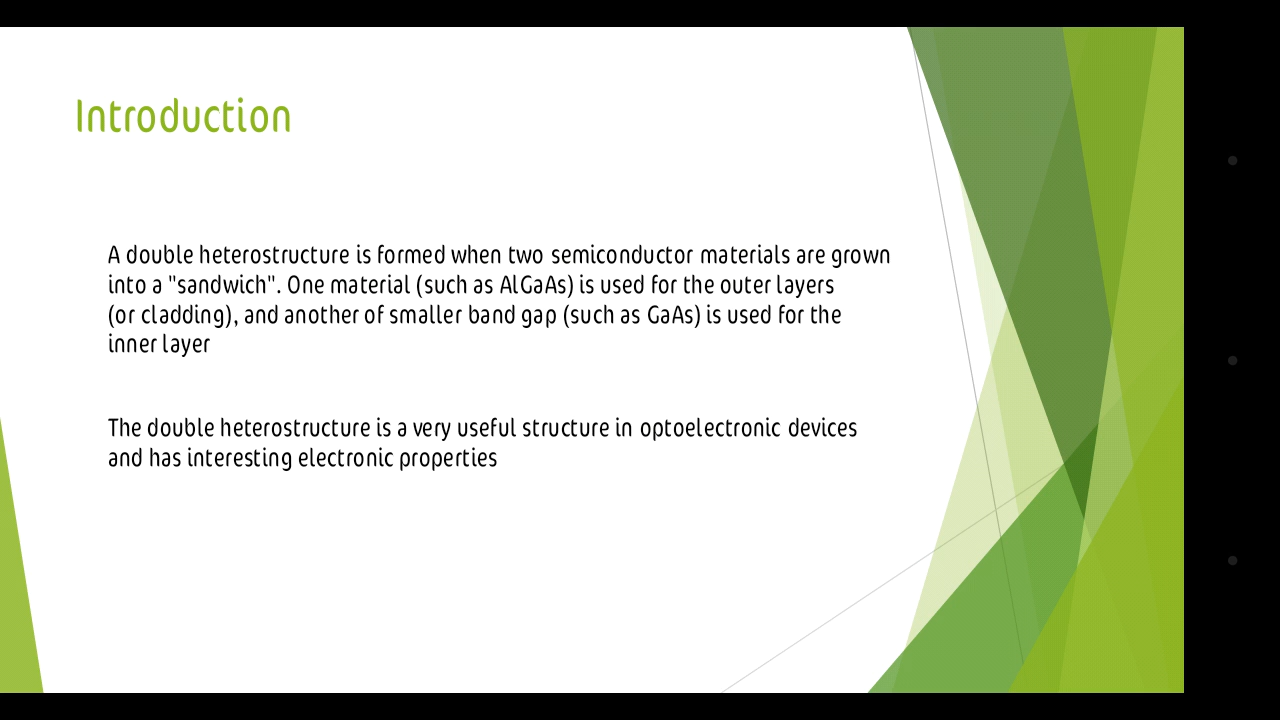 Introduction
A double heterostructure is formed when two semiconductor materials are grown
into a "sandwich". One material (such as AlGaAs) is used for the outer layers
(or cladding), and another of smaller band gap (such as GaAs) is used for the
inner layer
The double heterostructure is a very useful structure in optoelectronic devices
and has interesting electronic properties